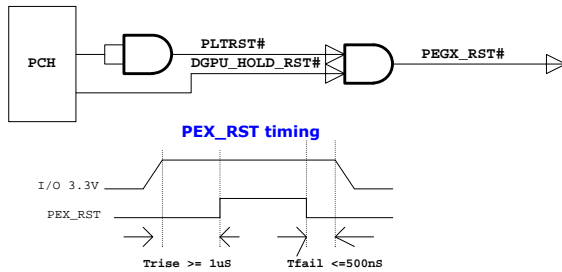 PCH
PLTRST#
DGPU_HOLD_RST#
PEGX_RST#
PEX_RST timing
I/O 3.3V
PEX_RST
Trise >= 1uS
Tfail <=500nS